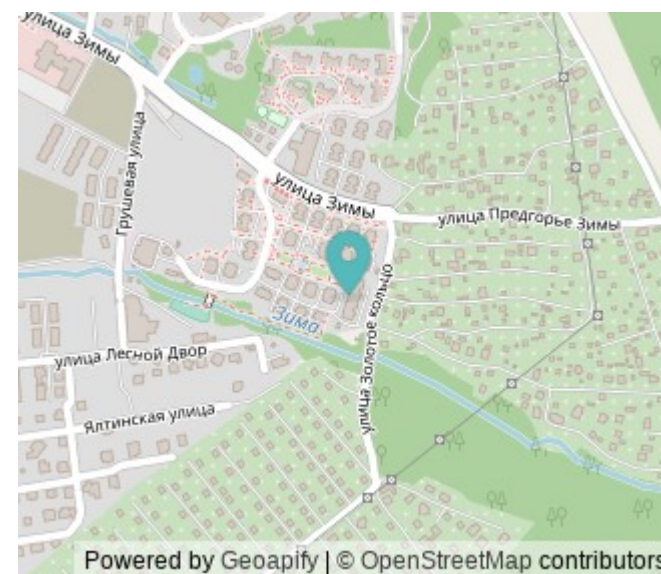 улица Зимы
Грушевая улица
улица Зимы
улица Предгорье Зимы
улица Золотое кольцо
Зима
улица Лесной Двор
Ялтинская улица
Powered by Geoapify | © OpenStreetMap contributors